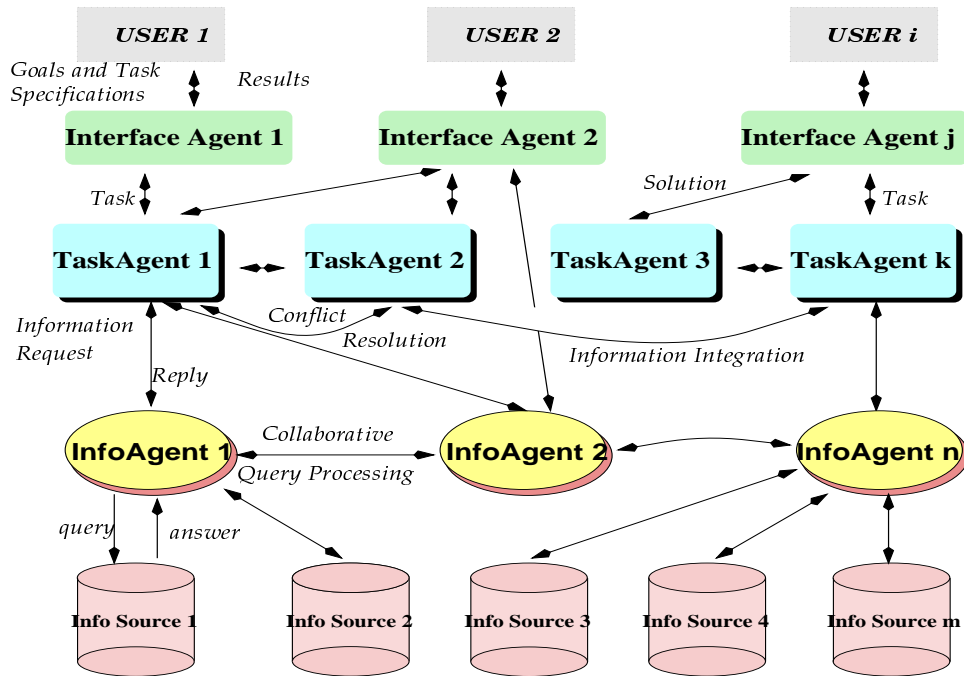 USER 1
USER 2
USER i
Goals and Task
Specifications
Results
Interface Agent 1
Interface Agent 2
Interface Agent j
Task
Solution
Task
TaskAgent 1
TaskAgent 2
TaskAgent 3
TaskAgent k
Information
Request
Conflict
Resolution
Information Integration
Reply
InfoAgent 1
Collaborative
Query Processing
InfoAgent 2
InfoAgent n
query
answer
Info Source 1
Info Source 2
Info Source 3
Info Source 4
Info Source m